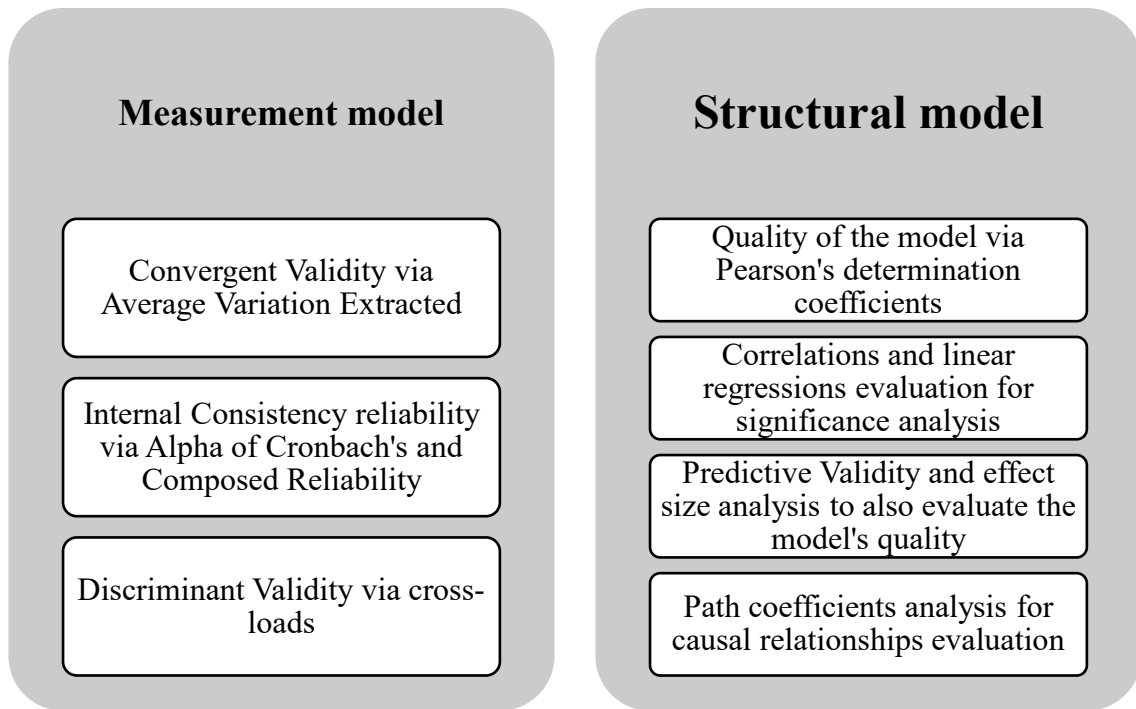 Measurement model
Convergent Validity via
Average Variation Extracted
Internal Consistency reliability
via Alpha of Cronbach's and
Composed Reliability
Discriminant Validity via cross-
loads
Structural model
Quality of the model via
Pearson's determination
coefficients
Correlations and linear
regressions evaluation for
significance analysis
Predictive Validity and effect
size analysis to also evaluate the
model's quality
Path coefficients analysis for
causal relationships evaluation